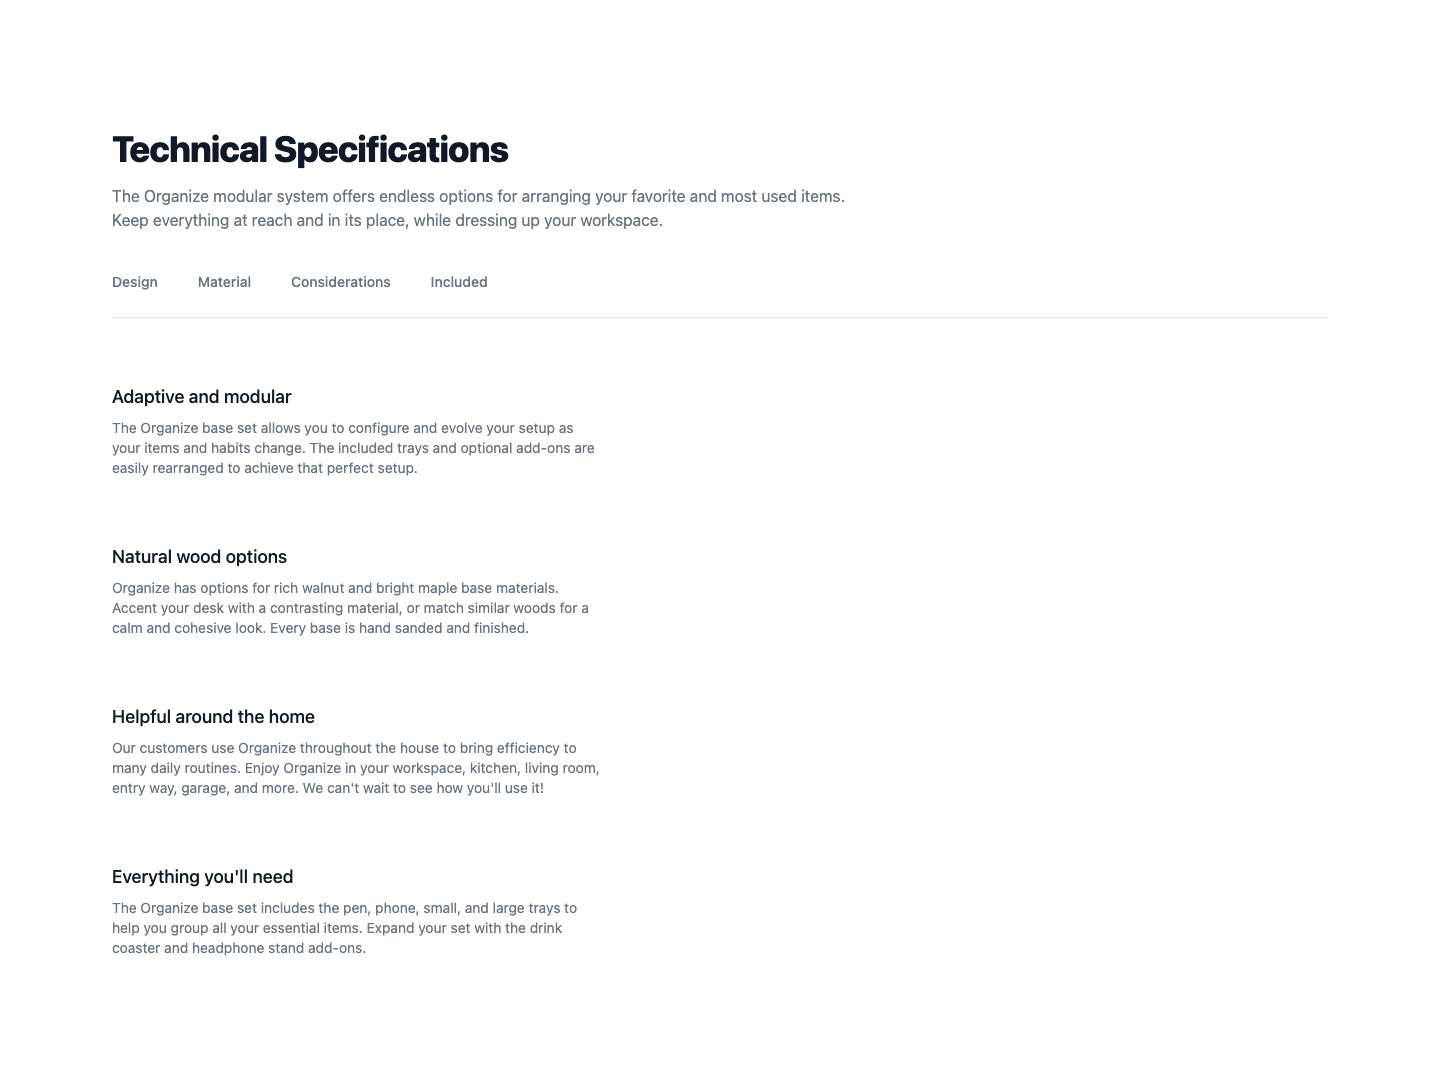 Technical Specifications
The Organize modular system offers endless options for arranging your favorite and most used items.
Keep everything at reach and in its place, while dressing up your workspace.
Design Material Considerations Included
Adaptive and modular
The Organize base set allows you to configure and evolve your setup as
your items and habits change. The included trays and optional add-ons are
easily rearranged to achieve that perfect setup.
Natural wood options
Organize has options for rich walnut and bright maple base materials.
Accent your desk with a contrasting material, or match similar woods for a
calm and cohesive look. Every base is hand sanded and finished.
Helpful around the home
Our customers use Organize throughout the house to bring efficiency to
many daily routines. Enjoy Organize in your workspace, kitchen, living room,
entry way, garage, and more. We can't wait to see how you'll use it!
Everything you'll need
The Organize base set includes the pen, phone, small, and large trays to
help you group all your essential items. Expand your set with the drink
coaster and headphone stand add-ons.